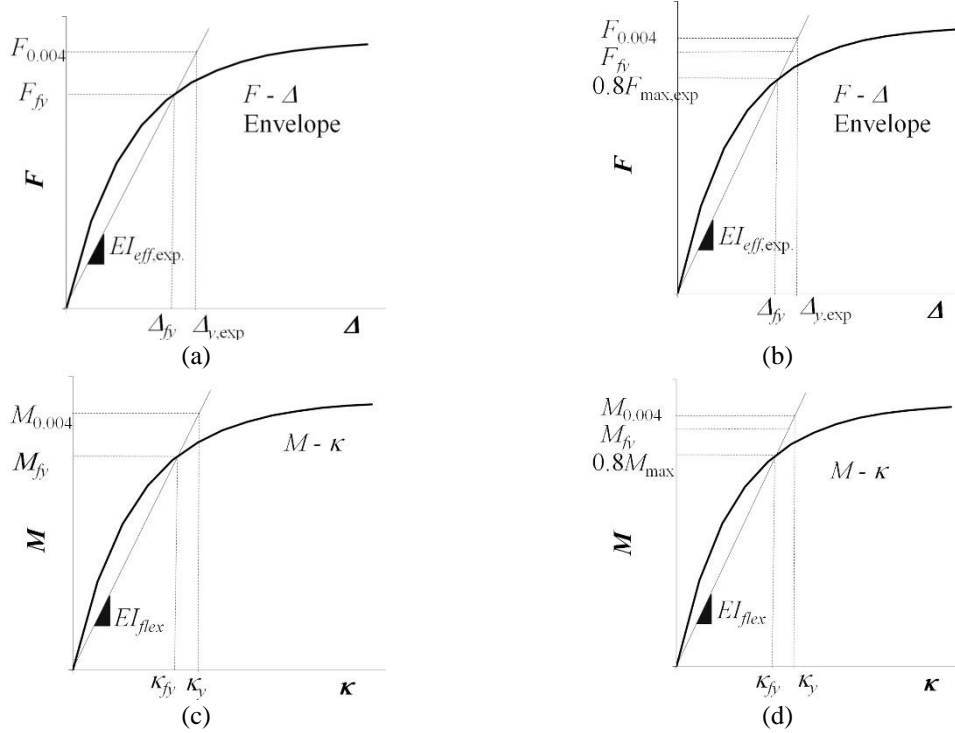 F0.004
Ffy
F - Δ
Envelope
F
EIeff,exp.
Δfy
Δy,exp
Δ
(a)
F0.004
Ffy
0.8Fmax,exp
F - Δ
Envelope
F
EIeff,exp.
Δfy
Δy,exp
Δ
(b)
M0.004
Mfy
M - κ
M
EIflex
κfy
κy
κ
(c)
M0.004
Mfy
0.8Mmax
M - κ
M
EIflex
κfy
κy
κ
(d)